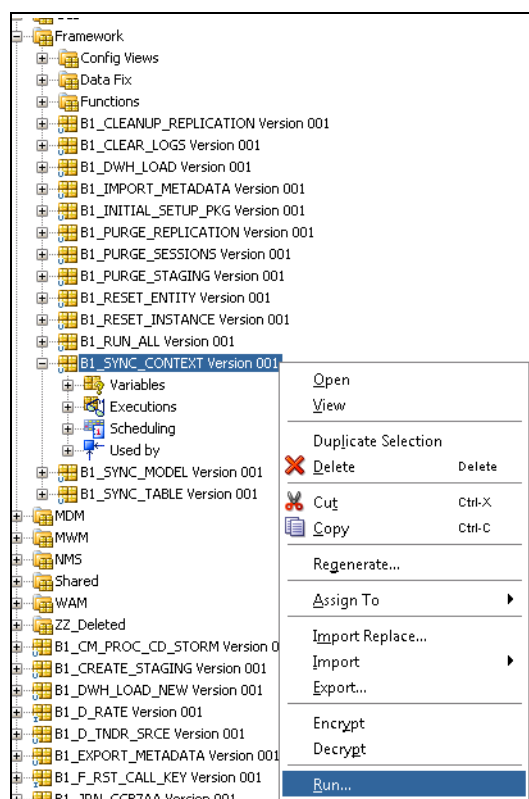 Framework
Config Views
Data Fix
Functions
B1_CLEANUP_REPLICATION Version 001
B1_CLEAR_LOGS Version 001
B1_DWH_LOAD Version 001
B1_IMPORT_METADATA Version 001
B1_INITIAL_SETUP_PKG Version 001
B1_PURGE_REPLICATION Version 001
B1_PURGE_SESSIONS Version 001
B1_PURGE_STAGING Version 001
B1_RESET_ENTITY Version 001
B1_RESET_INSTANCE Version 001
B1_RUN_ALL Version 001
B1_SYNC_CONTEXT Version 001
Variables
Executions
Scheduling
Used by
B1_SYNC_MODEL Version 001
B1_SYNC_TABLE Version 001
MDM
MWM
NMS
Shared
WAM
ZZ_Deleted
B1_CM_PROC_CD_STORM Version 0
B1_CREATE_STAGING Version 001
B1_DWH_LOAD_NEW Version 001
B1_D_RATE Version 001
B1_D_TNDR_SRCE Version 001
B1_EXPORT_METADATA Version 001
B1_F_RST_CALL_KEY Version 001
Open
View
Duplicate Selection
Delete Delete
Cut Ctrl-X
Copy Ctrl-C
Regenerate...
Assign To
Import Replace...
Import
Export...
Encrypt
Decrypt
Run...